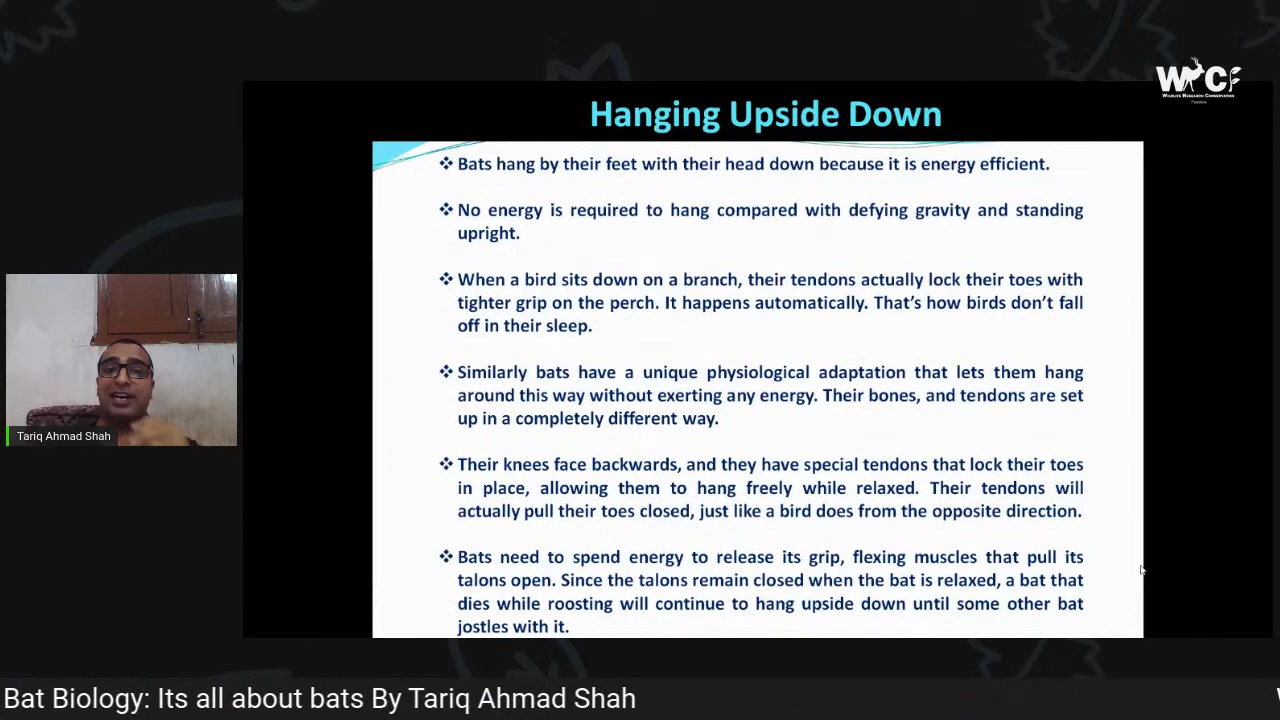 WRCF
WILDLIFE RESEARCH CONSERVATION
Hanging Upside Down
❖ Bats hang by their feet with their head down because it is energy efficient.
❖ No energy is required to hang compared with defying gravity and standing
upright.
❖ When a bird sits down on a branch, their tendons actually lock their toes with
tighter grip on the perch. It happens automatically. That's how birds don't fall
off in their sleep.
❖ Similarly bats have a unique physiological adaptation that lets them hang
around this way without exerting any energy. Their bones, and tendons are set
up in a completely different way.
❖ Their knees face backwards, and they have special tendons that lock their toes
in place, allowing them to hang freely while relaxed. Their tendons will
actually pull their toes closed, just like a bird does from the opposite direction.
❖ Bats need to spend energy to release its grip, flexing muscles that pull its
talons open. Since the talons remain closed when the bat is relaxed, a bat that
dies while roosting will continue to hang upside down until some other bat
jostles with it.
Tariq Ahmad Shah
Bat Biology: Its all about bats By Tariq Ahmad Shah